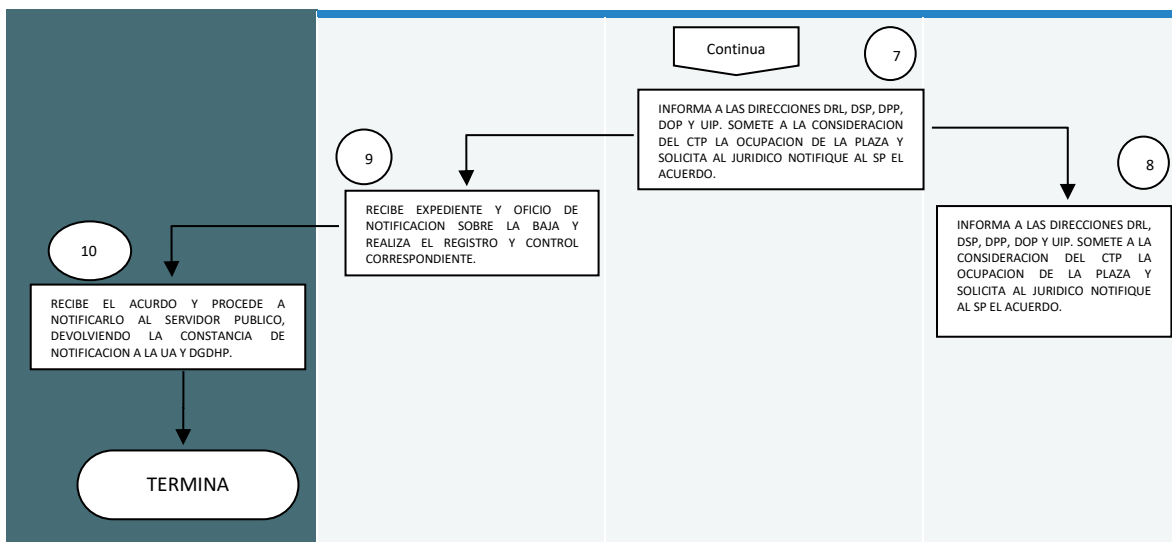 Continua
7
INFORMA A LAS DIRECCIONES DRL, DSP, DPP,
DOP Y UIP. SOMETE A LA CONSIDERACION
DEL CTP LA OCUPACION DE LA PLAZA Y
SOLICITA AL JURIDICO NOTIFIQUE AL SP EL
ACUERDO.
8
INFORMA A LAS DIRECCIONES DRL,
DSP, DPP, DOP Y UIP. SOMETE A LA
CONSIDERACION DEL CTP LA
OCUPACION DE LA PLAZA Y
SOLICITA AL JURIDICO NOTIFIQUE
AL SP EL ACUERDO.
9
RECIBE EXPEDIENTE Y OFICIO DE
NOTIFICACION SOBRE LA BAJA Y
REALIZA EL REGISTRO Y CONTROL
CORRESPONDIENTE.
10
RECIBE EL ACURDO Y PROCEDE A
NOTIFICARLO AL SERVIDOR PUBLICO,
DEVOLVIENDO LA CONSTANCIA DE
NOTIFICACION A LA UA Y DGDHP.
TERMINA